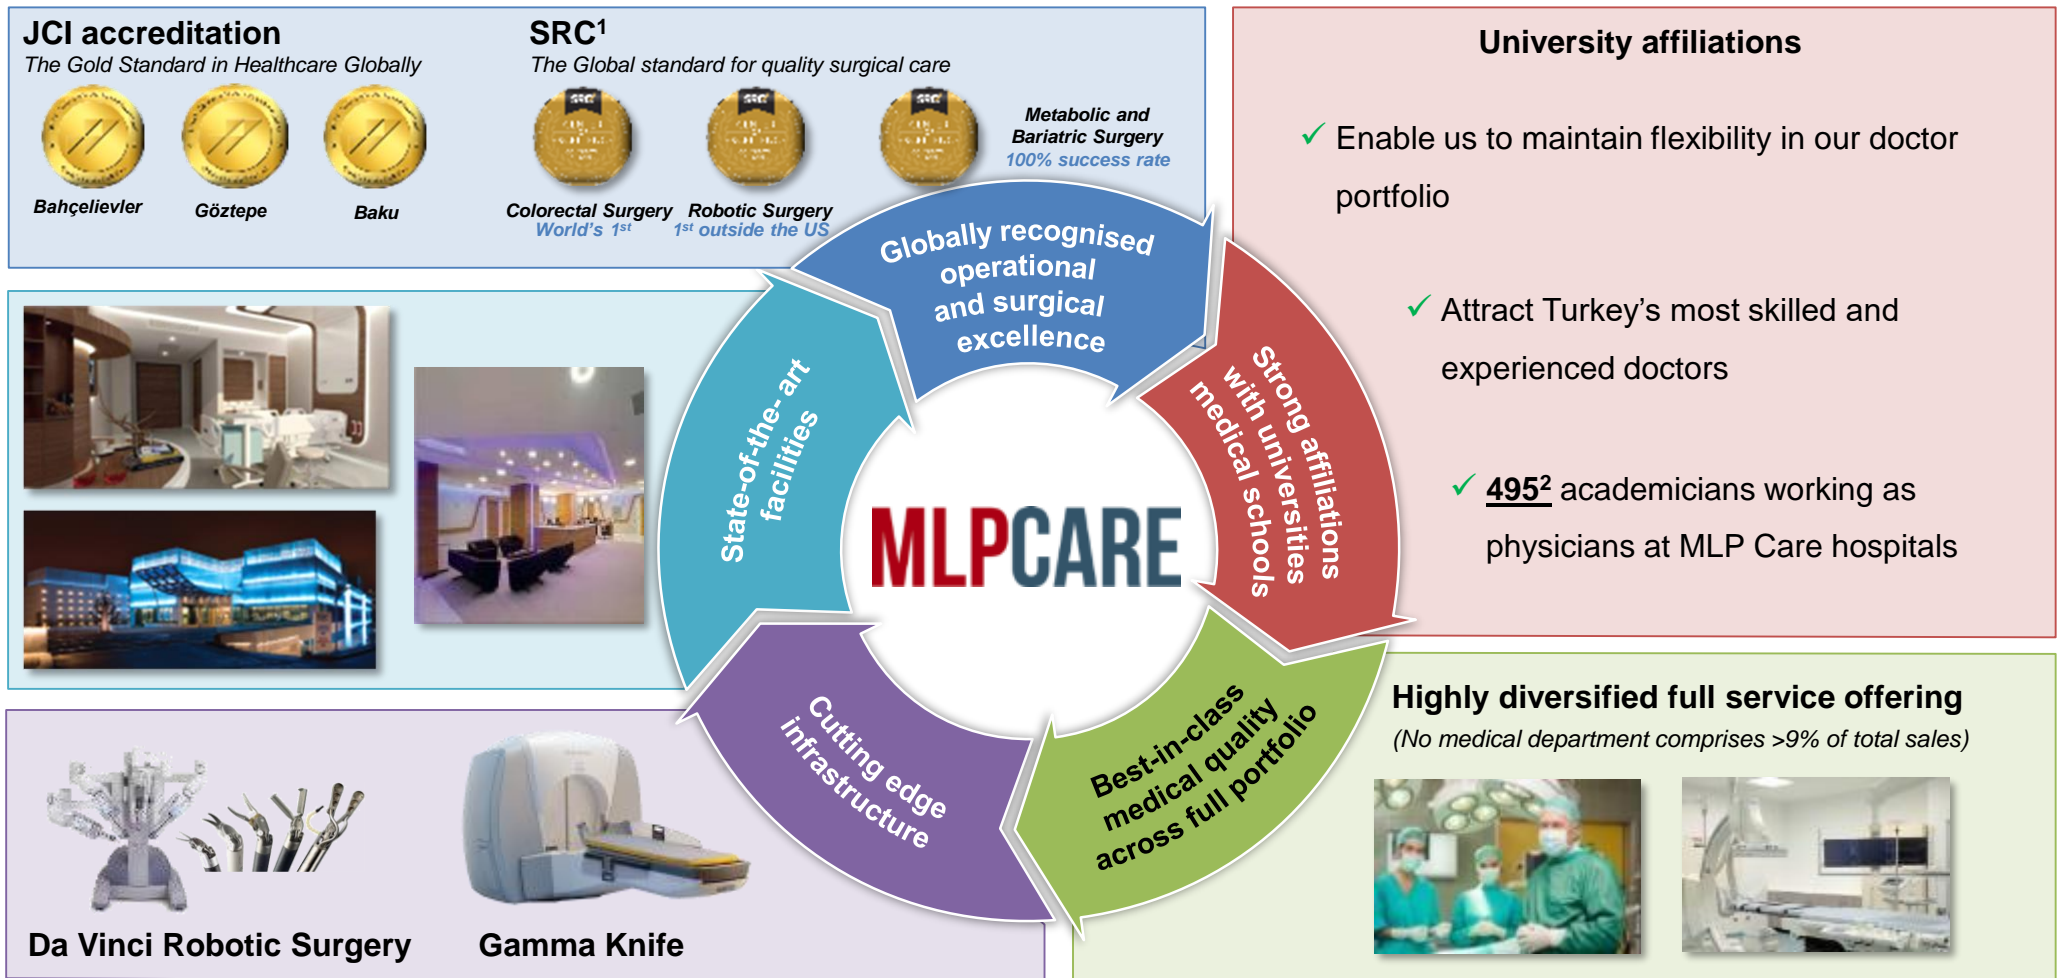 JCI accreditation
The Gold Standard in Healthcare Globally
Bahçelievler
Göztepe
Baku
SRC¹
The Global standard for quality surgical care
SRC
SRC
SRC
Colorectal Surgery
World's 1st
Robotic Surgery
1st outside the US
Metabolic and
Bariatric Surgery
100% success rate
University affiliations
✓ Enable us to maintain flexibility in our doctor
portfolio
✓ Attract Turkey's most skilled and
experienced doctors
✓ 495² academicians working as
physicians at MLP Care hospitals
Globally recognised
operational
and surgical
excellence
Strong affiliations
with universities
medical schools
Best-in-class
medical quality
across full portfolio
Cutting edge
infrastructure
State-of-the- art
facilities
MLPCARE
Highly diversified full service offering
(No medical department comprises >9% of total sales)
Da Vinci Robotic Surgery
Gamma Knife